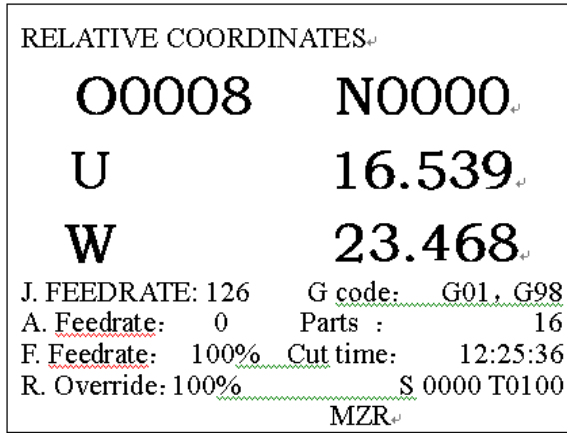 RELATIVE COORDINATES
O0008 N0000
U 16.539
W 23.468
J. FEEDRATE: 126 G code: G01, G98
A. Feedrate: 0 Parts : 16
F. Feedrate: 100% Cut time: 12:25:36
R. Override: 100% S 0000 T0100
MZR